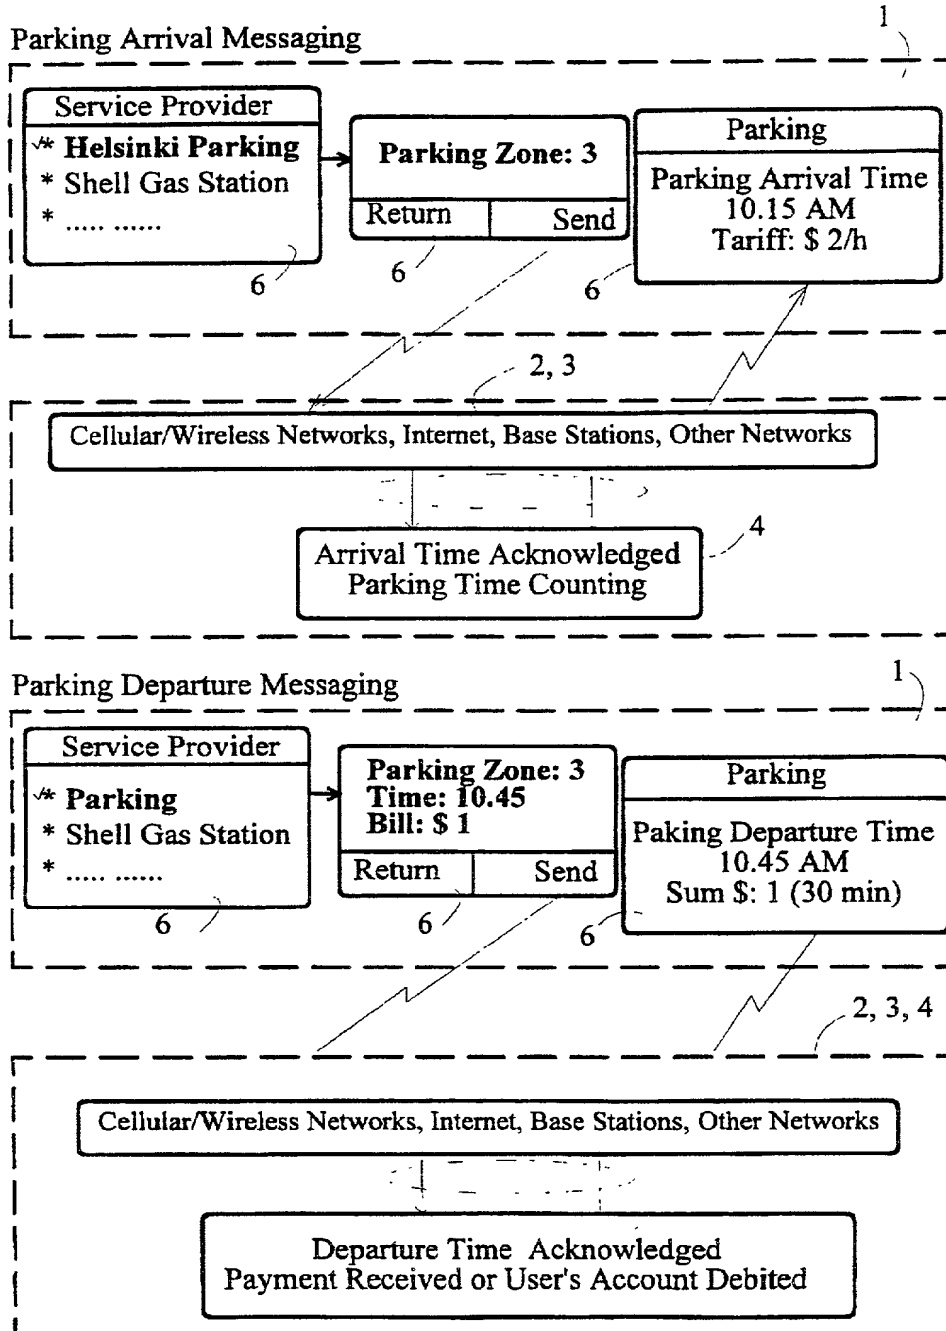 1
Parking Arrival Messaging
Service Provider
* Helsinki Parking
* Shell Gas Station
* ..... ......
6
Parking Zone: 3
Return Send
6
Parking
Parking Arrival Time
10.15 AM
Tariff: $ 2/h
6
2, 3
Cellular/Wireless Networks, Internet, Base Stations, Other Networks
4
Arrival Time Acknowledged
Parking Time Counting
Parking Departure Messaging
1
Service Provider
* Parking
* Shell Gas Station
* ..... ......
6
Parking Zone: 3
Time: 10.45
Bill: $ 1
Return Send
6
Parking
Paking Departure Time
10.45 AM
Sum $: 1 (30 min)
6
2, 3, 4
Cellular/Wireless Networks, Internet, Base Stations, Other Networks
Departure Time Acknowledged
Payment Received or User's Account Debited